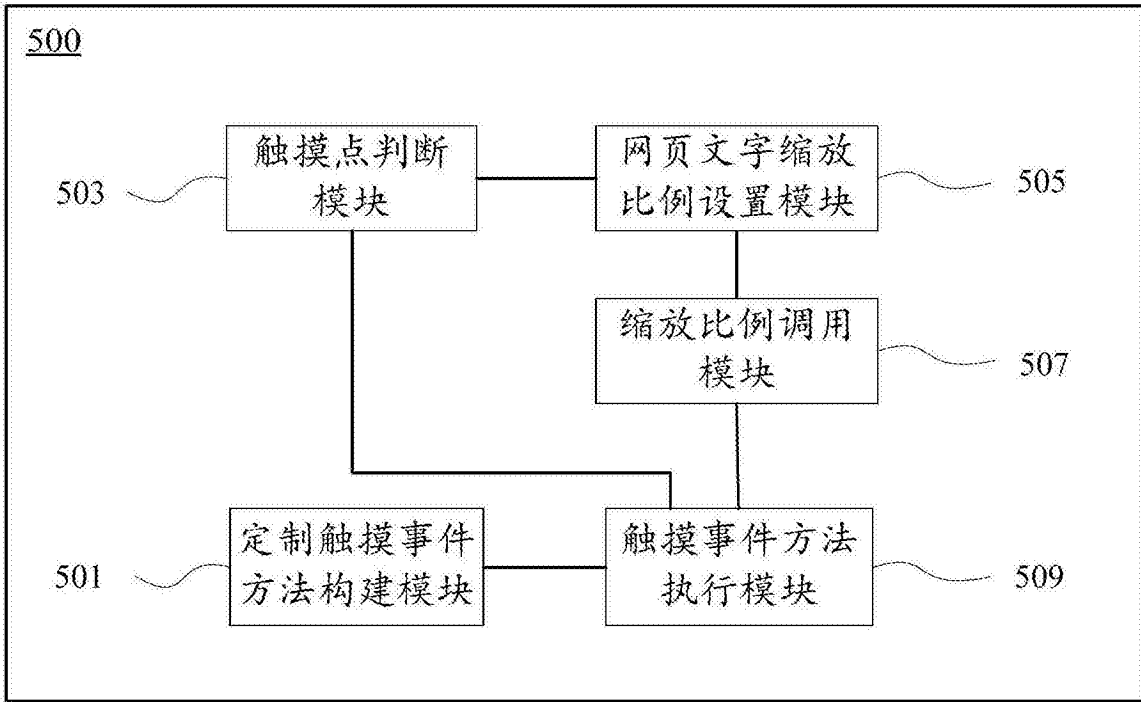 500
触摸点判断
模块
503
网页文字缩放
比例设置模块
505
缩放比例调用
模块
507
定制触摸事件
方法构建模块
501
触摸事件方法
执行模块
509